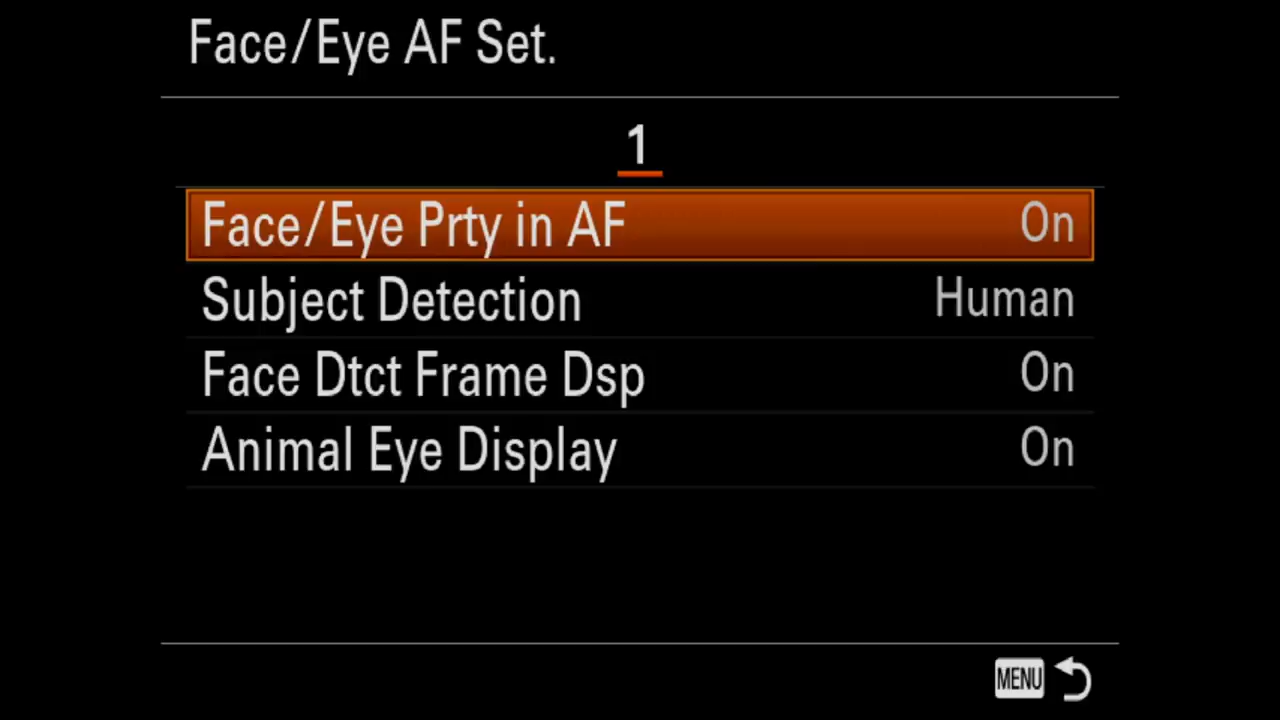 Face/Eye AF Set.
1
Face/Eye Prty in AF On
Subject Detection Human
Face Dtct Frame Dsp On
Animal Eye Display On
MENU